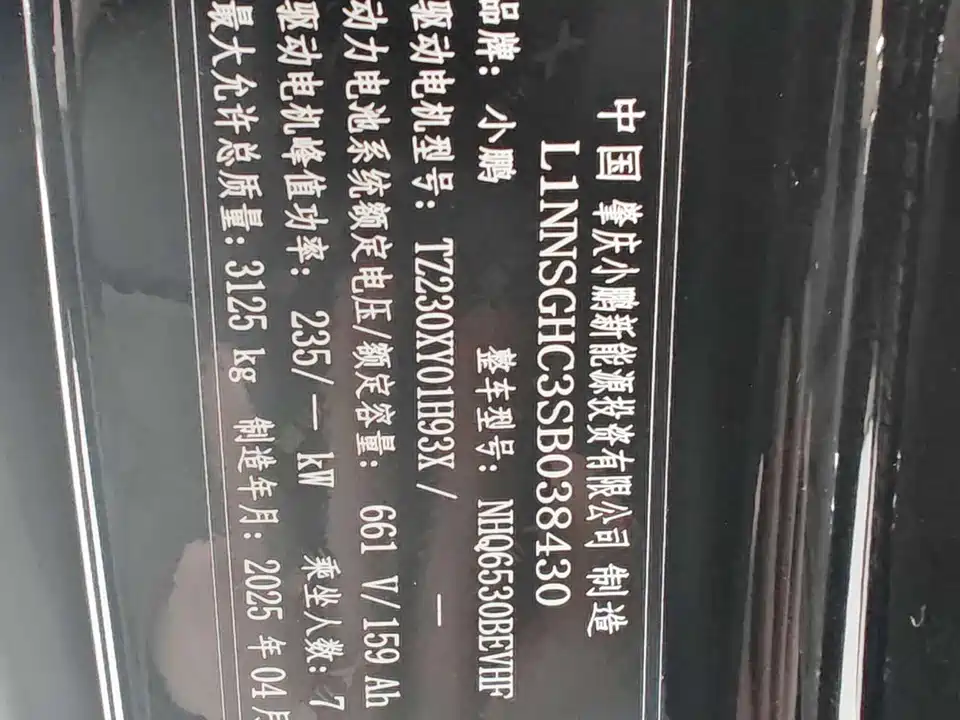 中国 肇庆小鹏新能源投资有限公司 制造
L1NNSGHC3SB038430
品牌: 小鹏 整车型号: NHQ6530BEVHF
驱动电机型号: TZ230XY01H93X / —
动力电池系统额定电压/额定容量: 661 V/159 Ah
驱动电机峰值功率: 235/ — kW 乘坐人数: 7
最大允许总质量: 3125 kg 制造年月: 2025 年 04 月